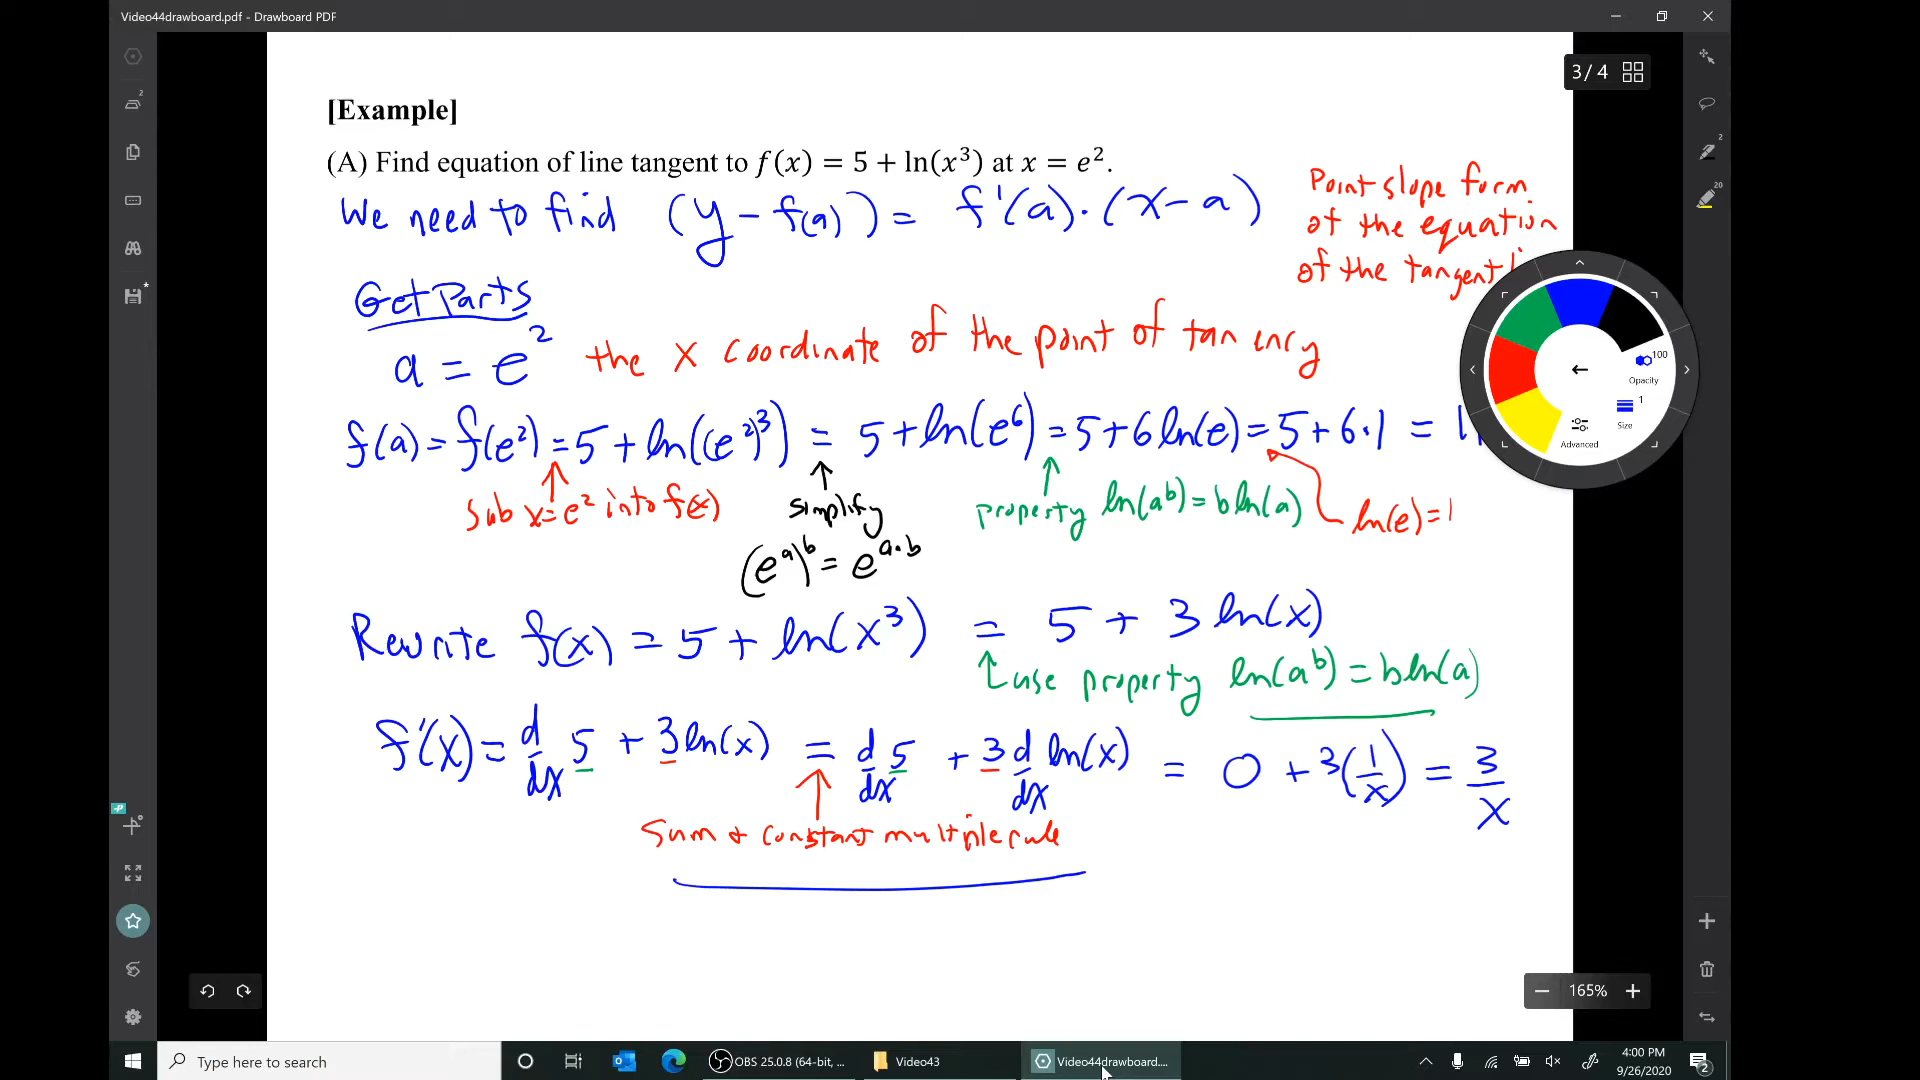 Video44drawboard.pdf - Drawboard PDF
3 / 4
[Example]
(A) Find equation of line tangent to f(x) = 5 + ln(x³) at x = e².
We need to find (y - f(a)) = f'(a)·(x - a)
Point slope form
of the equation
of the tangent
Get Parts
a = e² the x coordinate of the point of tan ency
f(a) = f(e²) = 5 + ln((e²)³) = 5 + ln(e⁶) = 5 + 6 ln(e) = 5 + 6·1 =
sub x = e² into f(x)
simplify
property ln(aᵇ) = b ln(a)
ln(e) = 1
(eᵃ)ᵇ = eᵃ·ᵇ
Rewrite f(x) = 5 + ln(x³) = 5 + 3 ln(x)
use property ln(aᵇ) = b ln(a)
f'(x) = d/dx 5 + 3 ln(x) = d/dx 5 + 3 d/dx ln(x) = 0 + 3(1/x) = 3/x
Sum + constant multiple rule
100
Opacity
1
Size
Advanced
2
2
20
165%
Type here to search
OBS 25.0.8 (64-bit, ...
Video43
Video44drawboard....
4:00 PM
9/26/2020
2